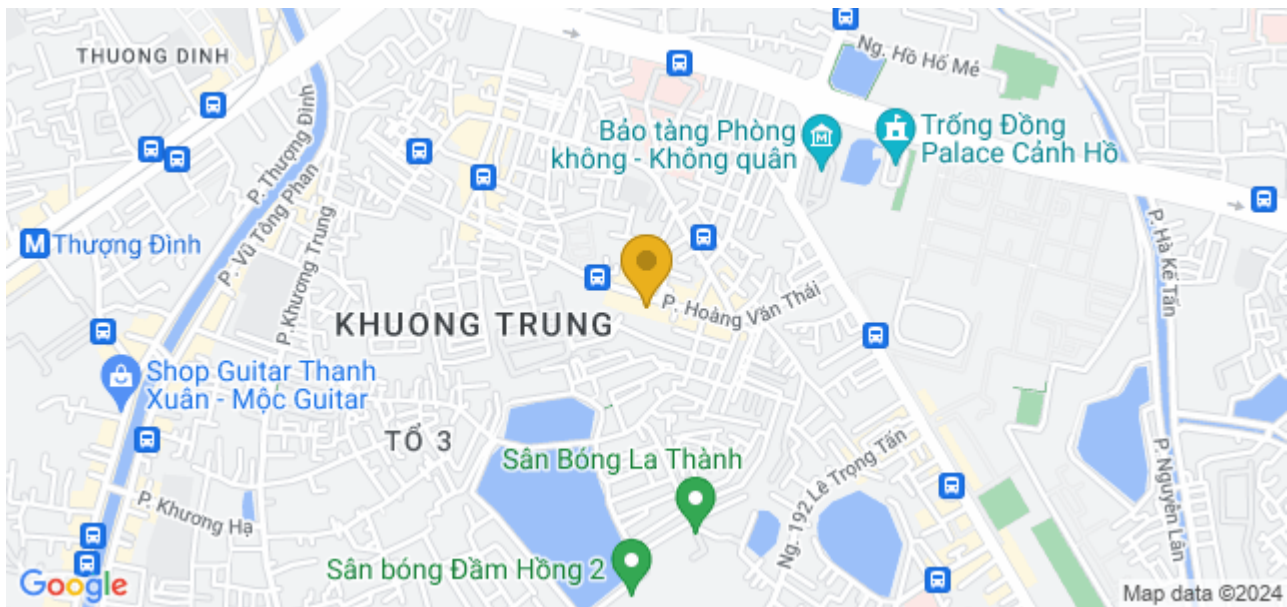 THUONG DINH
Ng. Hồ Hố Mẻ
P. Thượng Đình
Bảo tàng Phòng
không - Không quân
Trống Đồng
Palace Cảnh Hồ
P. Vũ Tông Phan
P. Khương Trung
M Thượng Đình
P. Hà Kế Tấn
P. Hoàng Văn Thái
KHUONG TRUNG
Shop Guitar Thanh
Xuân - Mộc Guitar
TỔ 3
Sân Bóng La Thành
Ng. 192 Lê Trọng Tấn
P. Nguyễn Lân
P. Khương Hạ
Sân bóng Đầm Hồng 2
Google
Map data ©2024